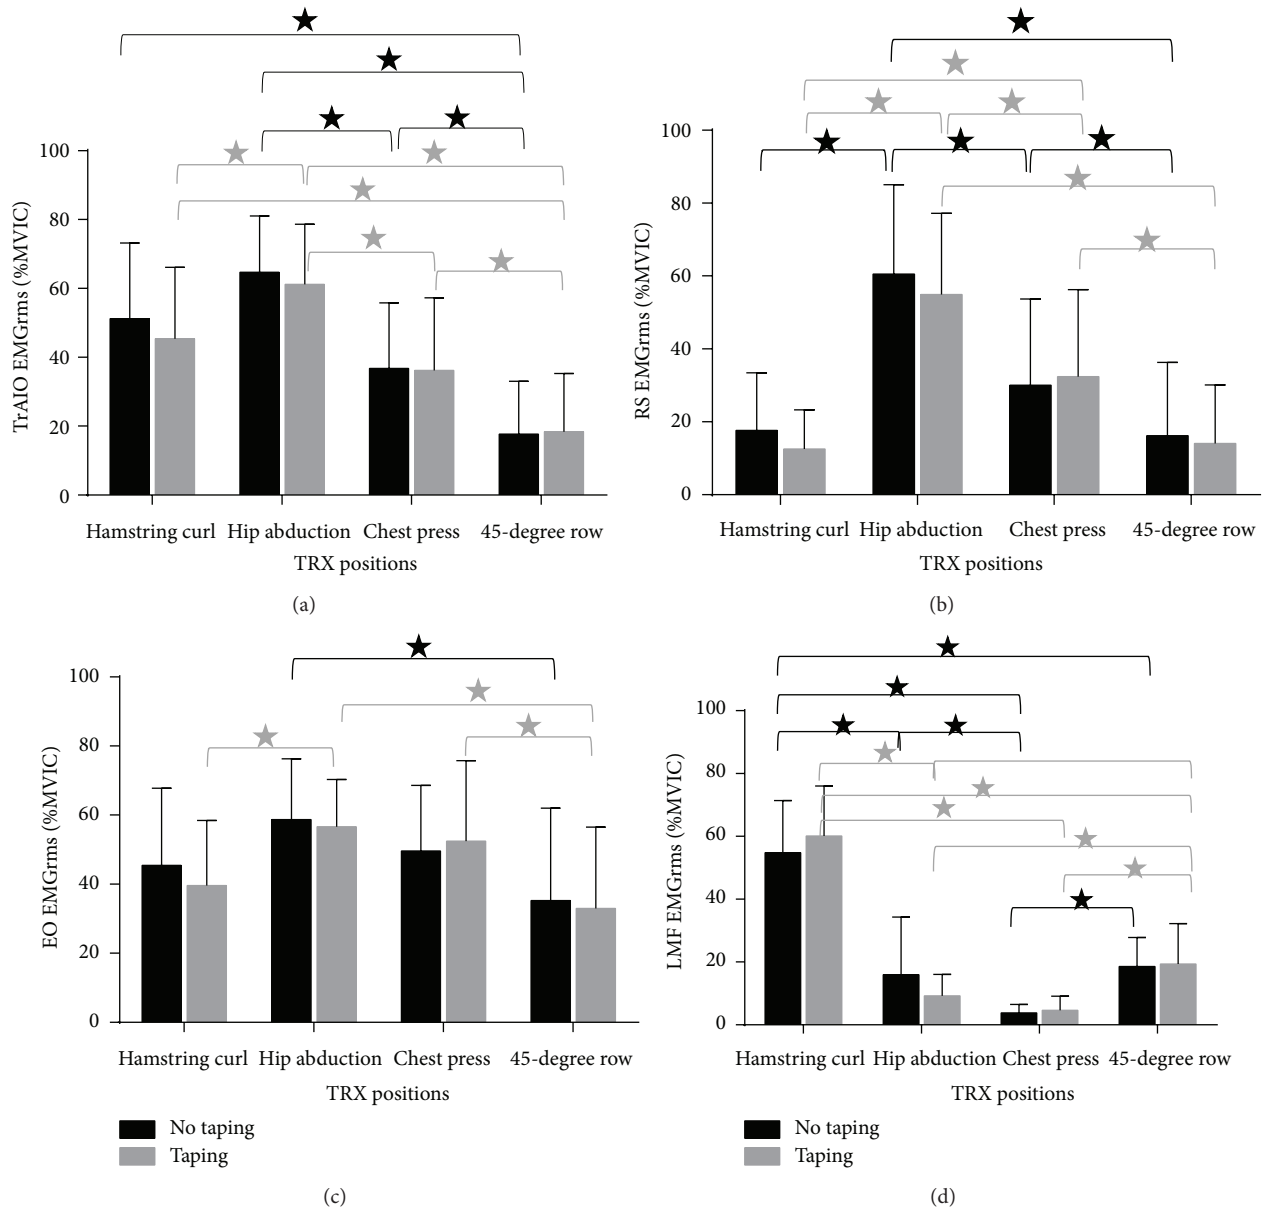 TrAIO EMGrms (%MVIC)
100
80
60
40
20
0
Hamstring curl Hip abduction Chest press 45-degree row
TRX positions
(a)
RS EMGrms (%MVIC)
100
80
60
40
20
0
Hamstring curl Hip abduction Chest press 45-degree row
TRX positions
(b)
EO EMGrms (%MVIC)
100
80
60
40
20
0
Hamstring curl Hip abduction Chest press 45-degree row
TRX positions
No taping
Taping
(c)
LMF EMGrms (%MVIC)
100
80
60
40
20
0
Hamstring curl Hip abduction Chest press 45-degree row
TRX positions
No taping
Taping
(d)